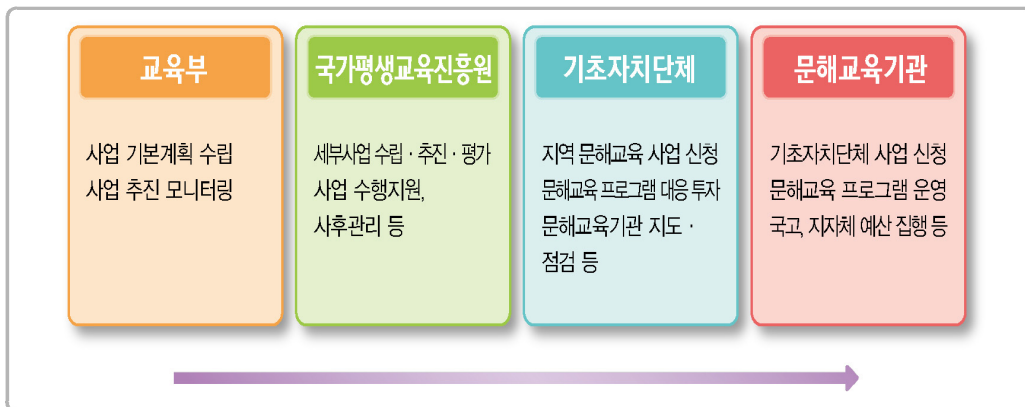 교육부
사업 기본계획 수립
사업 추진 모니터링
국가평생교육진흥원
세부사업 수립 · 추진 · 평가
사업 수행지원,
사후관리 등
기초자치단체
지역 문해교육 사업 신청
문해교육 프로그램 대응 투자
문해교육기관 지도 ·
점검 등
문해교육기관
기초자치단체 사업 신청
문해교육 프로그램 운영
국고, 지자체 예산 집행 등